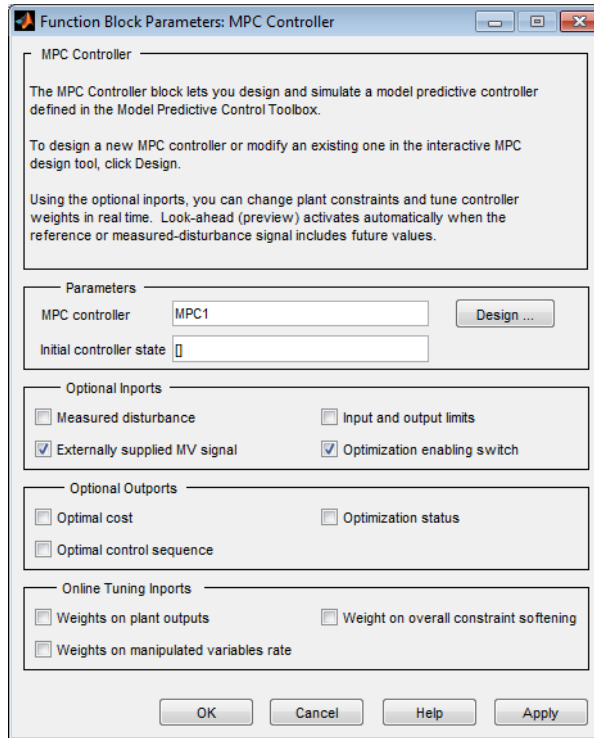 Function Block Parameters: MPC Controller
MPC Controller
The MPC Controller block lets you design and simulate a model predictive controller
defined in the Model Predictive Control Toolbox.
To design a new MPC controller or modify an existing one in the interactive MPC
design tool, click Design.
Using the optional inports, you can change plant constraints and tune controller
weights in real time.  Look-ahead (preview) activates automatically when the
reference or measured-disturbance signal includes future values.
Parameters
MPC controller MPC1 Design ...
Initial controller state []
Optional Inports
Measured disturbance Input and output limits
Externally supplied MV signal Optimization enabling switch
Optional Outports
Optimal cost Optimization status
Optimal control sequence
Online Tuning Inports
Weights on plant outputs Weight on overall constraint softening
Weights on manipulated variables rate
OK Cancel Help Apply